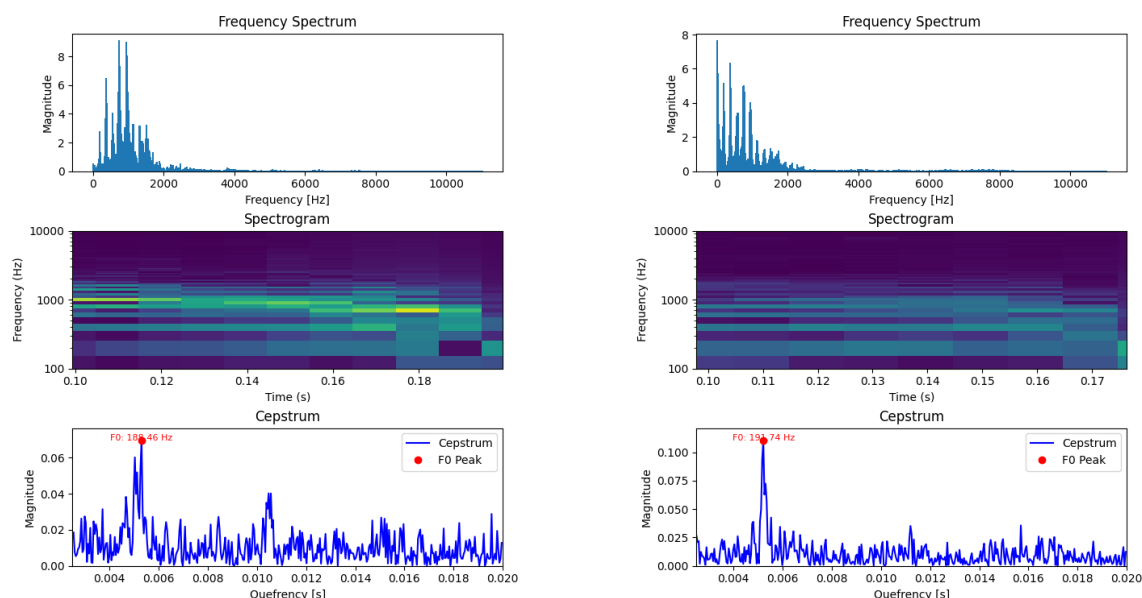 Frequency Spectrum
Magnitude
8
6
4
2
0
0 2000 4000 6000 8000 10000
Frequency [Hz]
Spectrogram
Frequency (Hz)
10000
1000
100
0.10 0.12 0.14 0.16 0.18
Time (s)
Cepstrum
F0: 188.46 Hz
Cepstrum
F0 Peak
Magnitude
0.06
0.04
0.02
0.00
0.004 0.006 0.008 0.010 0.012 0.014 0.016 0.018 0.020
Quefrency [s]
Frequency Spectrum
Magnitude
8
6
4
2
0
0 2000 4000 6000 8000 10000
Frequency [Hz]
Spectrogram
Frequency (Hz)
10000
1000
100
0.10 0.11 0.12 0.13 0.14 0.15 0.16 0.17
Time (s)
Cepstrum
F0: 191.74 Hz
Cepstrum
F0 Peak
Magnitude
0.100
0.075
0.050
0.025
0.000
0.004 0.006 0.008 0.010 0.012 0.014 0.016 0.018 0.020
Quefrency [s]